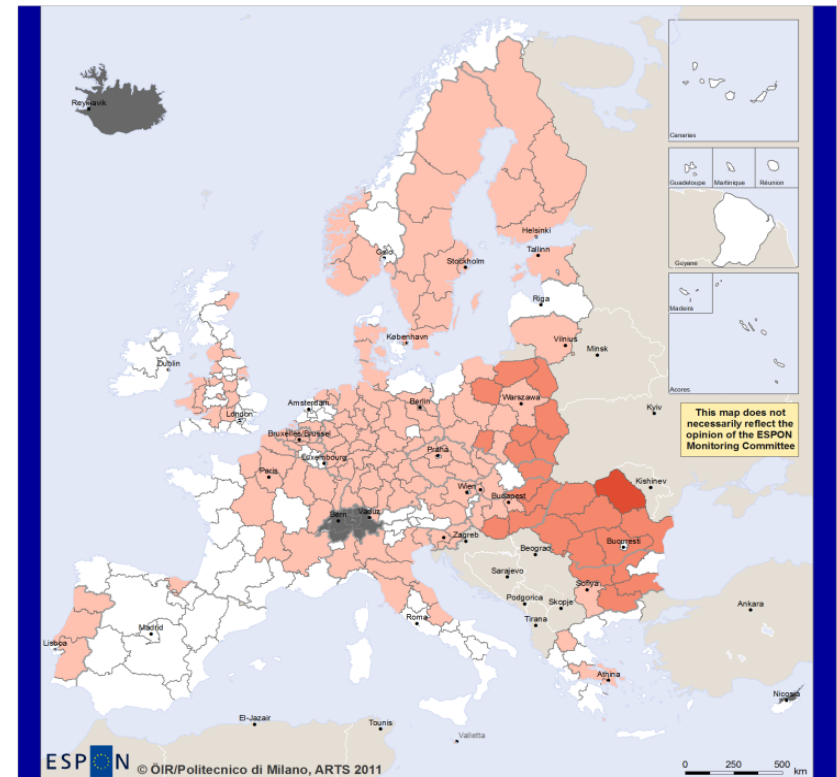 Reykjavik
Canarias
Guadeloupe
Martinique
Réunion
Guyane
Madeira
Acores
Helsinki
Tallinn
Oslo
Stockholm
Riga
København
Vilnius
Minsk
Dublin
London
Amsterdam
Berlin
Warszawa
Kyiv
This map does not
necessarily reflect the
opinion of the ESPON
Monitoring Committee
Bruxelles/Brussel
Luxembourg
Praha
Paris
Wien
Budapest
Kishinev
Bern
Vaduz
Zagreb
Beograd
Bucuresti
Sarajevo
Sofiya
Podgorica
Skopje
Tirana
Ankara
Roma
Madrid
Lisboa
Athina
Nicosia
El-Jazair
Tounis
Valletta
ESPON
© ÖIR/Politecnico di Milano, ARTS 2011
0 250 500
km